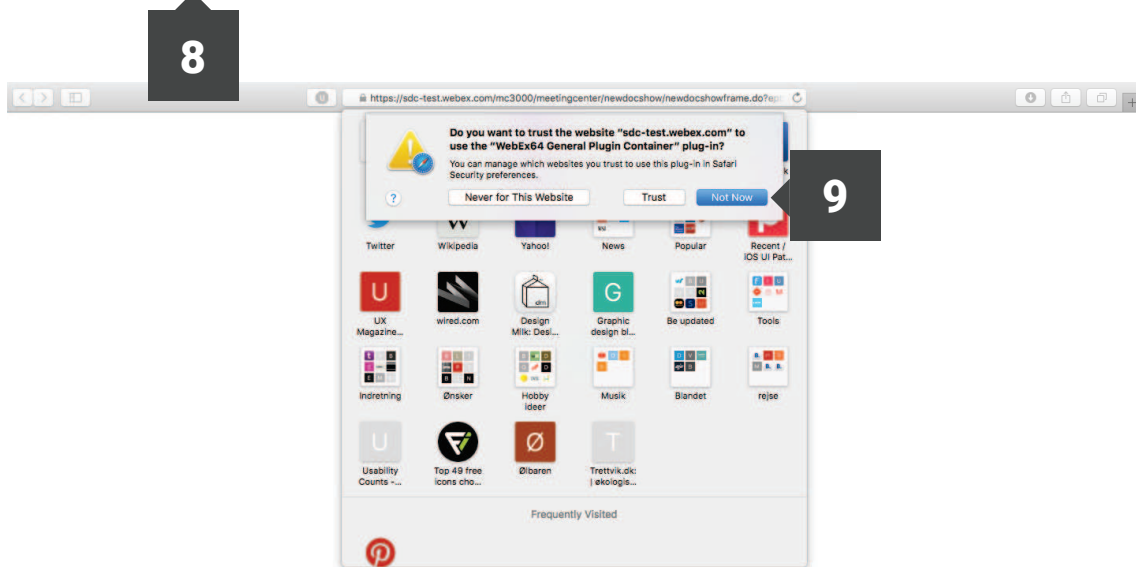 8
https://sdc-test.webex.com/mc3000/meetingcenter/newdocshow/newdocshowframe.do?ep
Do you want to trust the website "sdc-test.webex.com" to
use the "WebEx64 General Plugin Container" plug-in?
You can manage which websites you trust to use this plug-in in Safari
Security preferences.
? Never for This Website Trust Not Now
9
W
Twitter Wikipedia Yahoo! News Popular Recent /
iOS UI Pat...
U G
UX
Magazine... wired.com Design
Milk: Desi... Graphic
design bl... Be updated Tools
Indretning Ønsker Hobby
ideer Musik Blandet rejse
U Ø T
Usability
Counts -... Top 49 free
icons cho... Ølbaren Trettvik.dk:
| økologis...
Frequently Visited